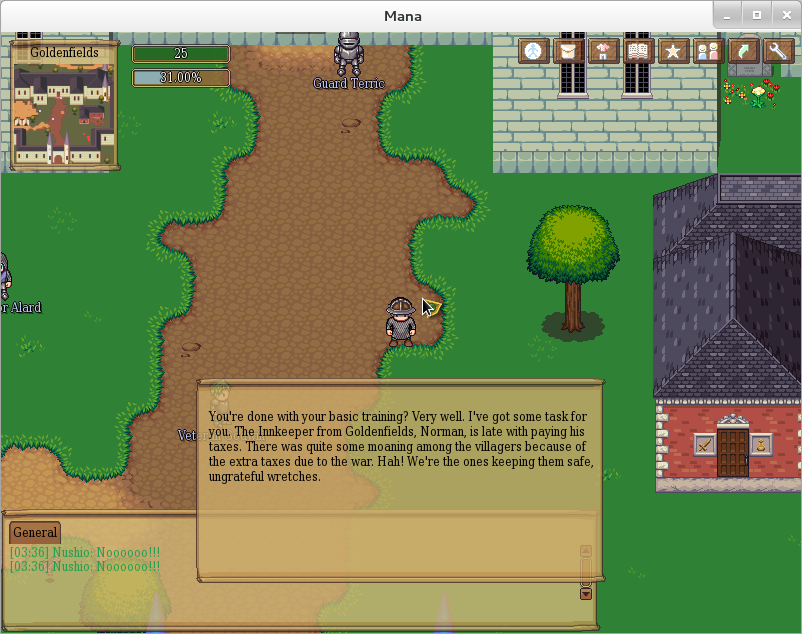 Mana
Goldenfields
25
31.00%
Guard Terric
r Alard
You're done with your basic training? Very well. I've got some task for
you. The Innkeeper from Goldenfields, Norman, is late with paying his
taxes. There was quite some moaning among the villagers because of
the extra taxes due to the war. Hah! We're the ones keeping them safe,
ungrateful wretches.
General
[03:36] Nushio: Noooooo!!!
[03:36] Nushio: Noooooo!!!